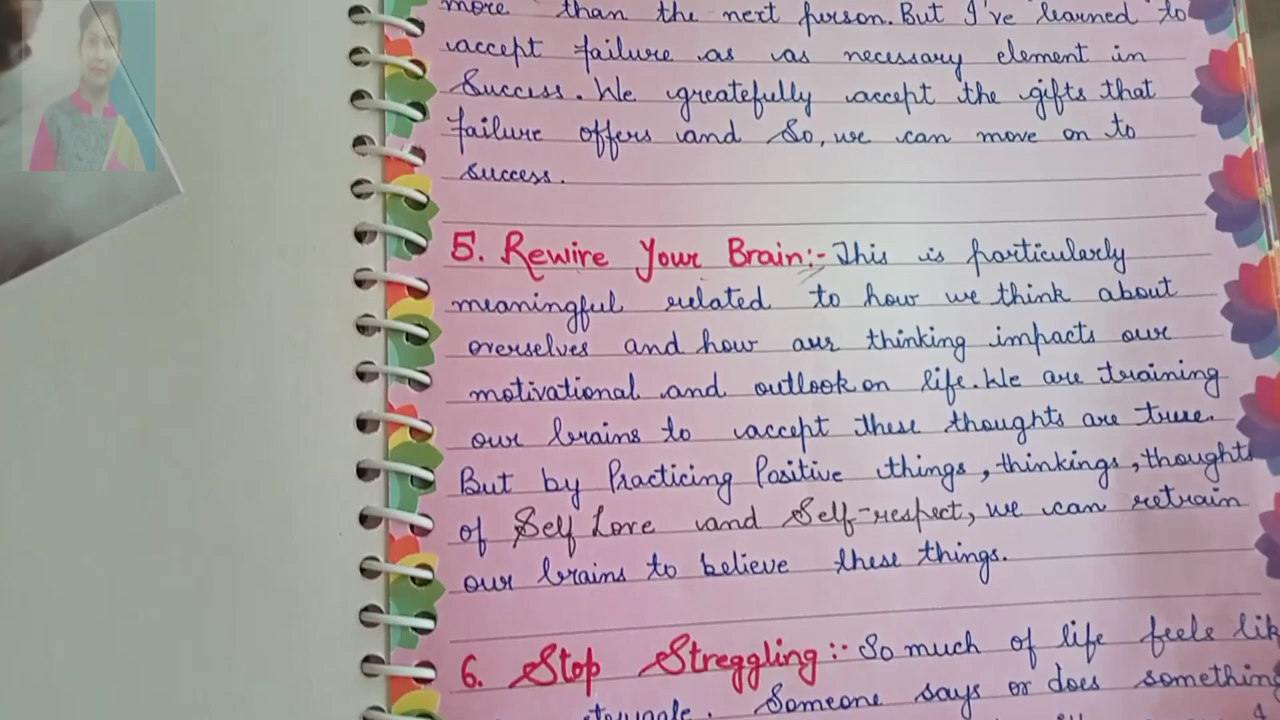 more than the next person. But I've learned to
accept failure as as necessary element in
Success. We greatefully accept the gifts that
failure offers and So, we can move on to
success.
5. Rewire Your Brain:- This is particularly
meaningful related to how we think about
overselves and how our thinking impacts our
motivational and outlook on life. We are training
our brains to accept these thoughts are true.
But by Practicing Positive things, thinkings, thoughts
of Self Love and Self-respect, we can retrain
our brains to believe these things.
6. Stop Streggling:- So much of life feels lik
Someone says or does somethin